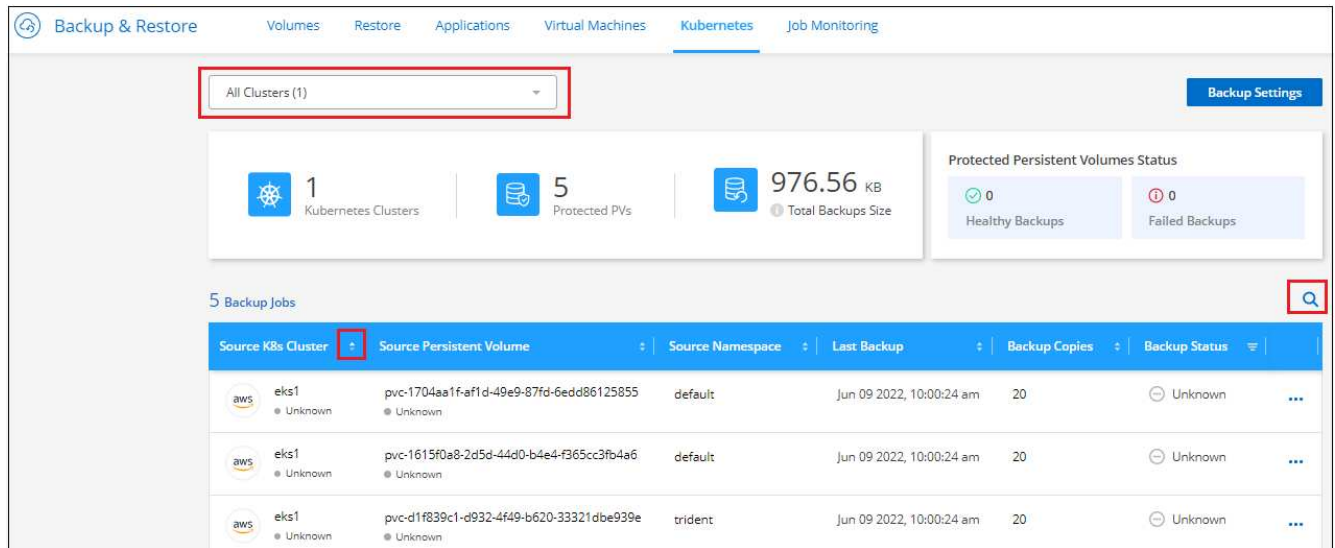 Backup & Restore Volumes Restore Applications Virtual Machines Kubernetes Job Monitoring
All Clusters (1) Backup Settings
1
Kubernetes Clusters
5
Protected PVs
976.56 KB
Total Backups Size
Protected Persistent Volumes Status
0
Healthy Backups
0
Failed Backups
5 Backup Jobs
Source K8s Cluster Source Persistent Volume Source Namespace Last Backup Backup Copies Backup Status
aws eks1 pvc-1704aa1f-af1d-49e9-87fd-6edd86125855 default Jun 09 2022, 10:00:24 am 20 Unknown
Unknown Unknown
aws eks1 pvc-1615f0a8-2d5d-44d0-b4e4-f365cc3fb4a6 default Jun 09 2022, 10:00:24 am 20 Unknown
Unknown Unknown
aws eks1 pvc-d1f839c1-d932-4f49-b620-33321dbe939e trident Jun 09 2022, 10:00:24 am 20 Unknown
Unknown Unknown